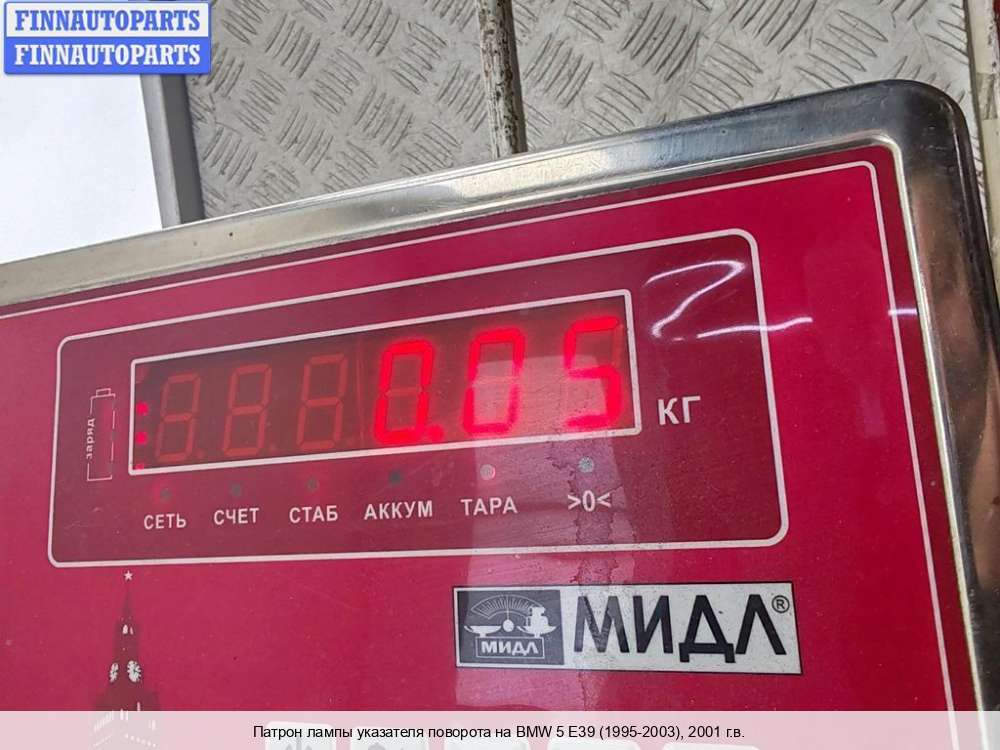 FINNAUTOPARTS
FINNAUTOPARTS
заряд
0.05
КГ
СЕТЬ СЧЕТ СТАБ АККУМ ТАРА >0<
МИДЛ МИДЛ®
Патрон лампы указателя поворота на BMW 5 E39 (1995-2003), 2001 г.в.